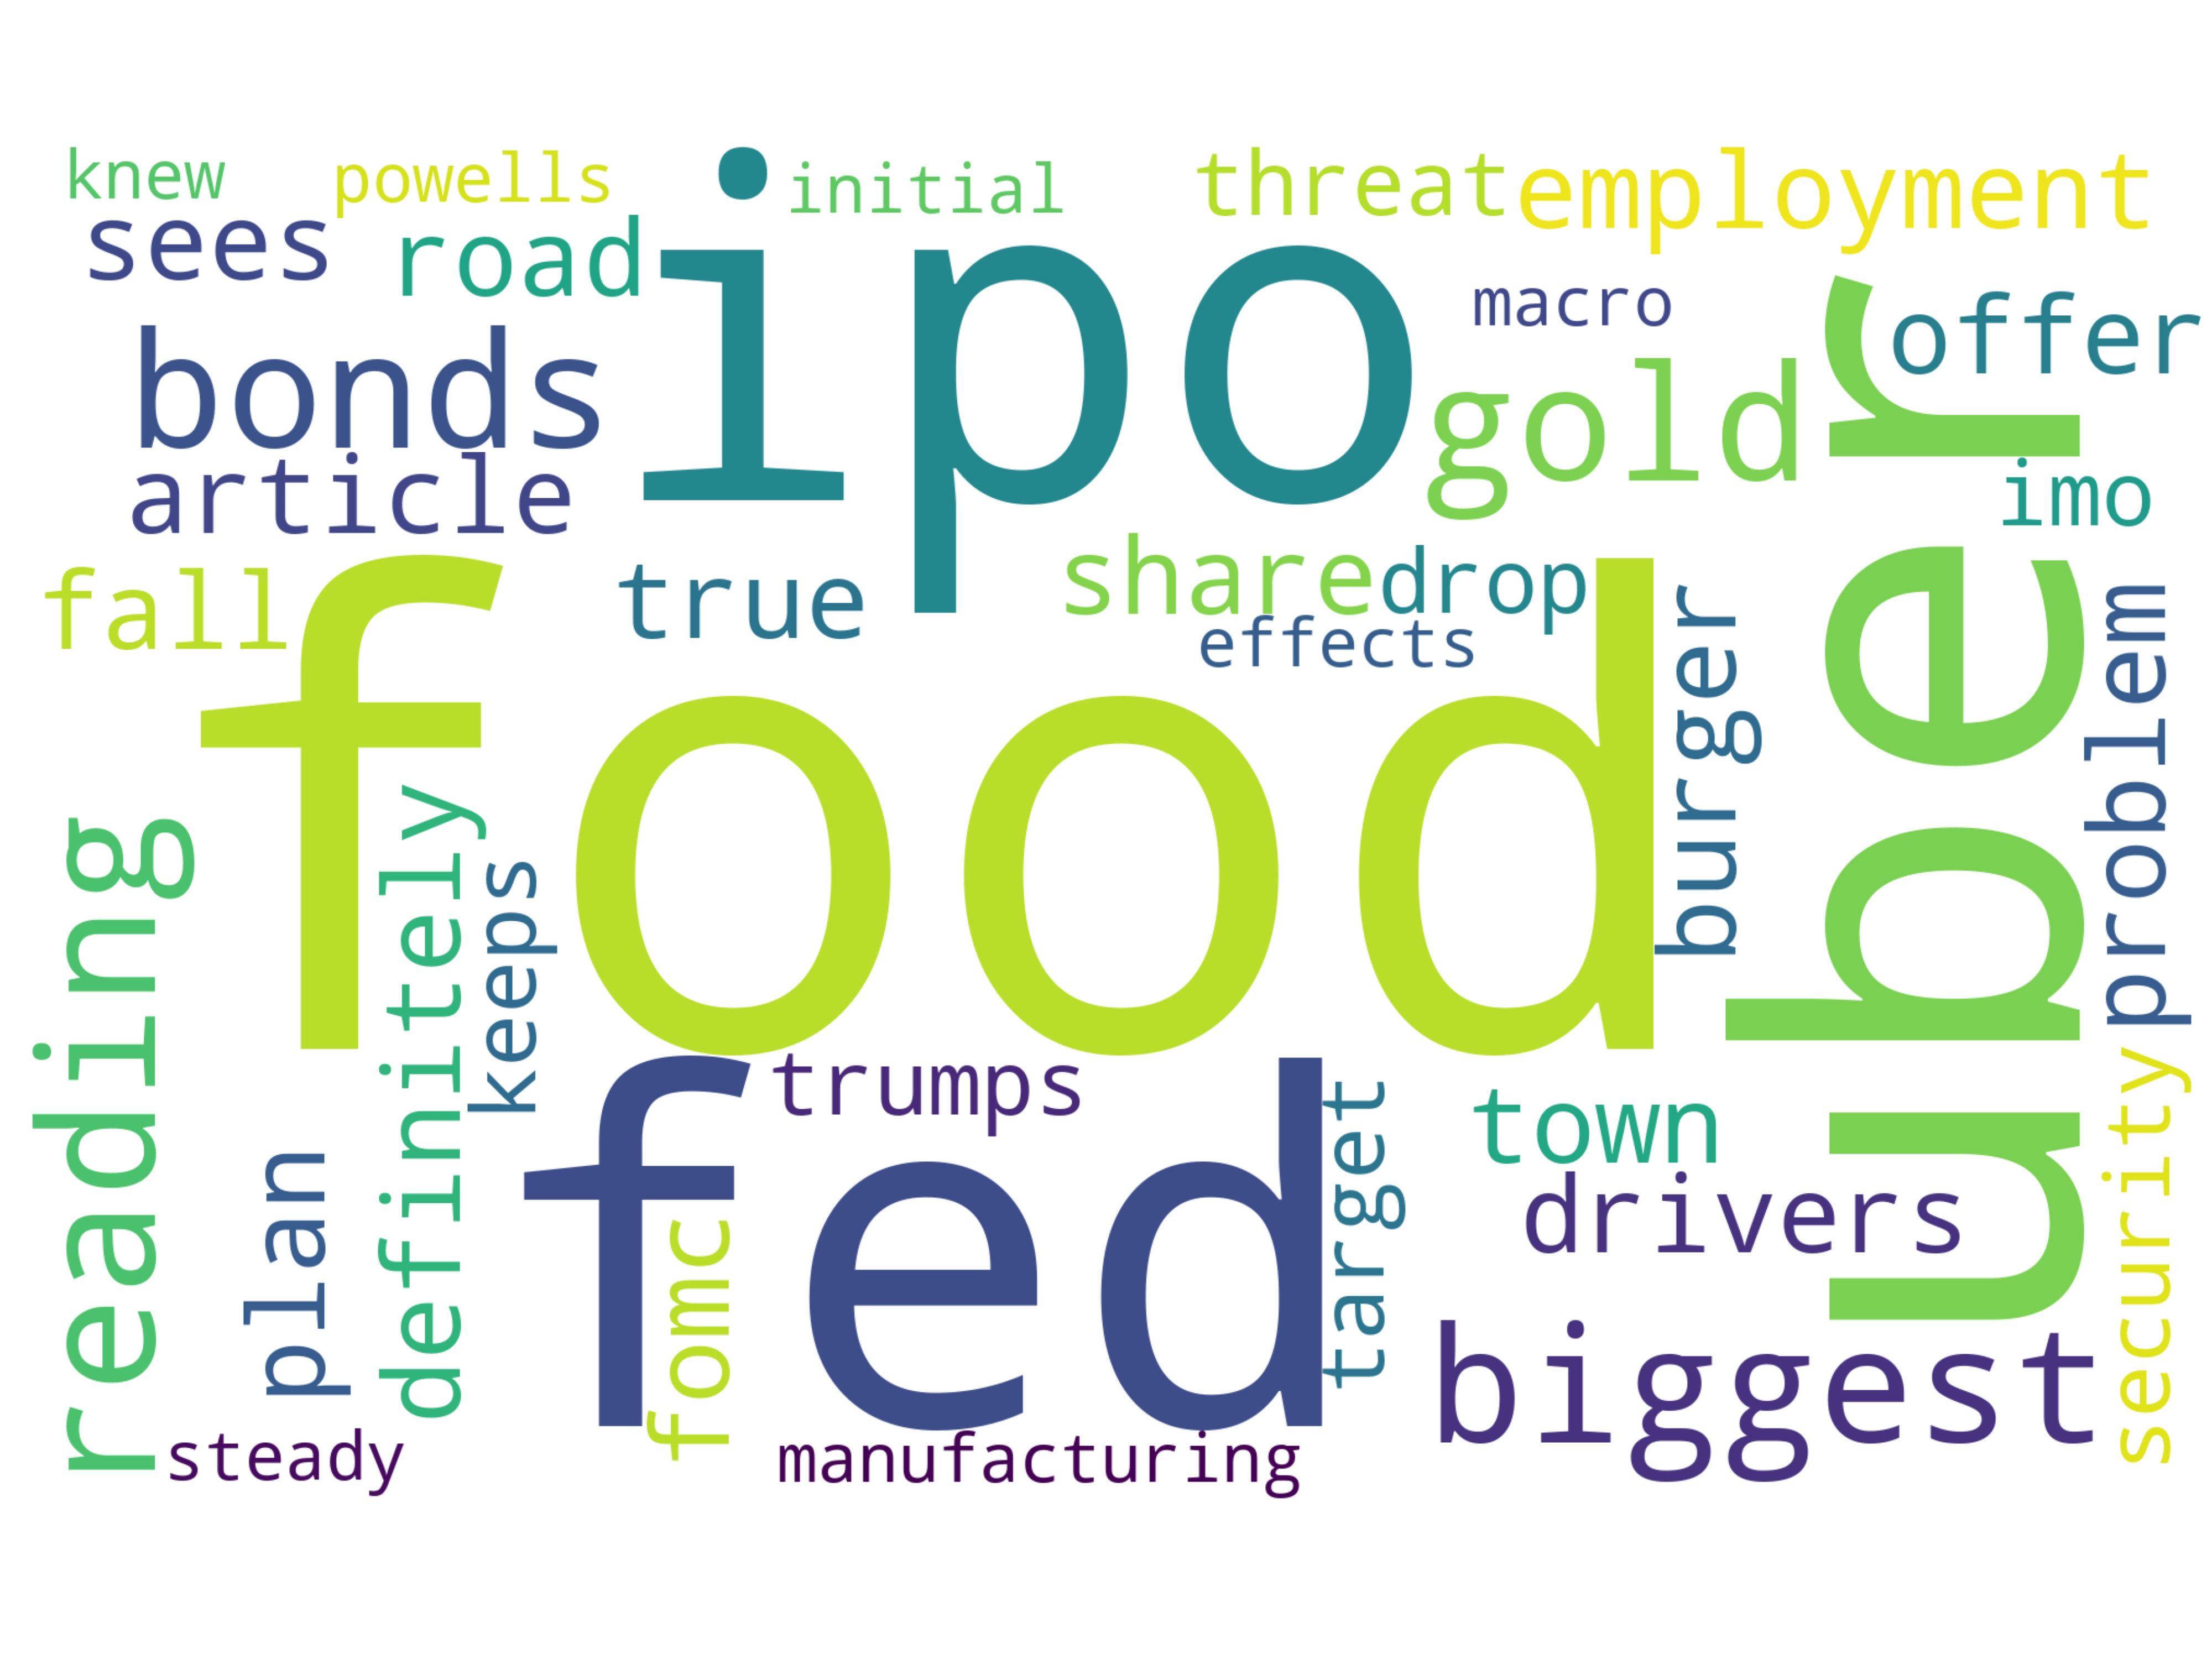 knew
powells
initial
threat
employment
sees
road
ipo
macro
offer
bonds
gold
uber
article
imo
fall
true
share
drop
effects
food
burger
problem
reading
definitely
keeps
trumps
fed
target
town
security
plan
fomc
drivers
biggest
steady
manufacturing